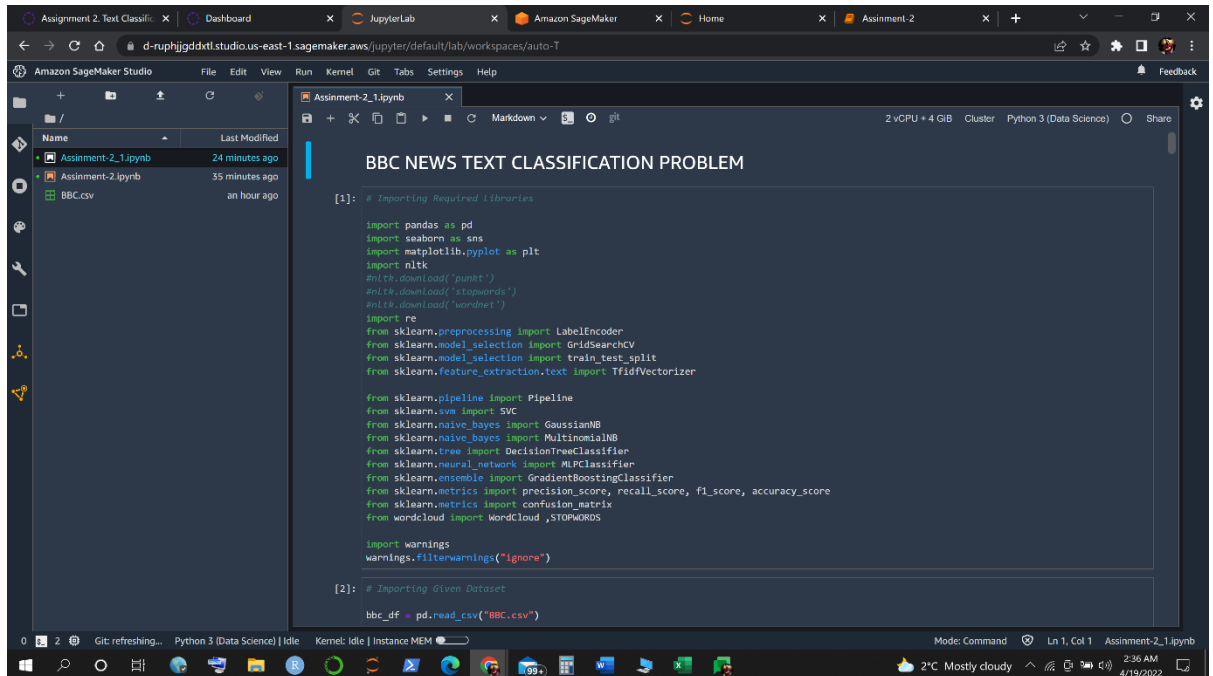 Assignment 2. Text Classific
Dashboard
JupyterLab
Amazon SageMaker
Home
Assinment-2
d-ruphjjgddxtl.studio.us-east-1.sagemaker.aws/jupyter/default/lab/workspaces/auto-T
Amazon SageMaker Studio
File Edit View Run Kernel Git Tabs Settings Help
Feedback
Assinment-2_1.ipynb
Markdown
git
2 vCPU + 4 GiB Cluster Python 3 (Data Science) Share
/
Name Last Modified
Assinment-2_1.ipynb 24 minutes ago
Assinment-2.ipynb 35 minutes ago
BBC.csv an hour ago
BBC NEWS TEXT CLASSIFICATION PROBLEM
[1]: # Importing Required Libraries
import pandas as pd
import seaborn as sns
import matplotlib.pyplot as plt
import nltk
#nltk.download('punkt')
#nltk.download('stopwords')
#nltk.download('wordnet')
import re
from sklearn.preprocessing import LabelEncoder
from sklearn.model_selection import GridSearchCV
from sklearn.model_selection import train_test_split
from sklearn.feature_extraction.text import TfidfVectorizer
from sklearn.pipeline import Pipeline
from sklearn.svm import SVC
from sklearn.naive_bayes import GaussianNB
from sklearn.naive_bayes import MultinomialNB
from sklearn.tree import DecisionTreeClassifier
from sklearn.neural_network import MLPClassifier
from sklearn.ensemble import GradientBoostingClassifier
from sklearn.metrics import precision_score, recall_score, f1_score, accuracy_score
from sklearn.metrics import confusion_matrix
from wordcloud import WordCloud ,STOPWORDS
import warnings
warnings.filterwarnings("ignore")
[2]: # Importing Given Dataset
bbc_df = pd.read_csv("BBC.csv")
0 2 Git: refreshing... Python 3 (Data Science) | Idle Kernel: Idle | Instance MEM
Mode: Command Ln 1, Col 1 Assinment-2_1.ipynb
99+
2°C Mostly cloudy
2:36 AM
4/19/2022